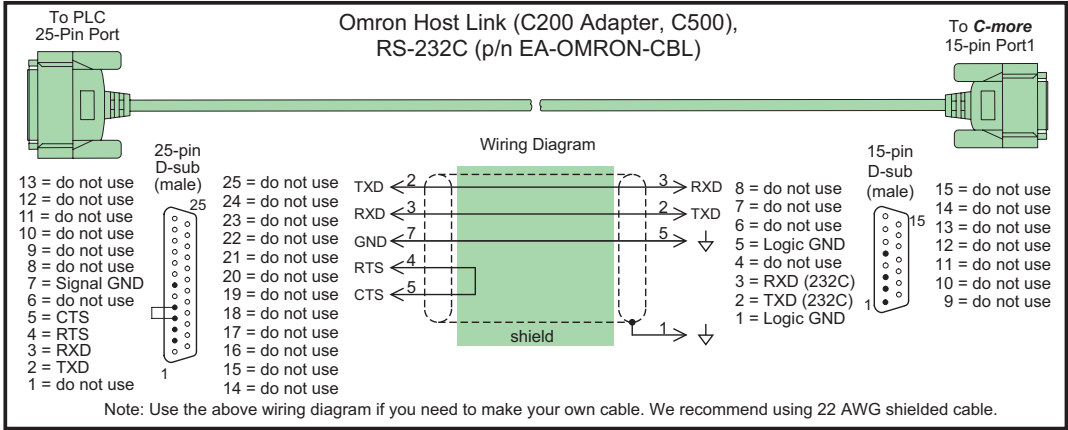 To PLC
25-Pin Port
Omron Host Link (C200 Adapter, C500),
RS-232C (p/n EA-OMRON-CBL)
To C-more
15-pin Port1
25-pin
D-sub
(male)
25
1
13 = do not use
12 = do not use
11 = do not use
10 = do not use
9 = do not use
8 = do not use
7 = Signal GND
6 = do not use
5 = CTS
4 = RTS
3 = RXD
2 = TXD
1 = do not use
25 = do not use
24 = do not use
23 = do not use
22 = do not use
21 = do not use
20 = do not use
19 = do not use
18 = do not use
17 = do not use
16 = do not use
15 = do not use
14 = do not use
Wiring Diagram
TXD 2 3 RXD
RXD 3 2 TXD
GND 7 5
RTS 4
CTS 5
1
shield
8 = do not use
7 = do not use
6 = do not use
5 = Logic GND
4 = do not use
3 = RXD (232C)
2 = TXD (232C)
1 = Logic GND
15-pin
D-sub
(male)
15
1
15 = do not use
14 = do not use
13 = do not use
12 = do not use
11 = do not use
10 = do not use
9 = do not use
Note: Use the above wiring diagram if you need to make your own cable. We recommend using 22 AWG shielded cable.